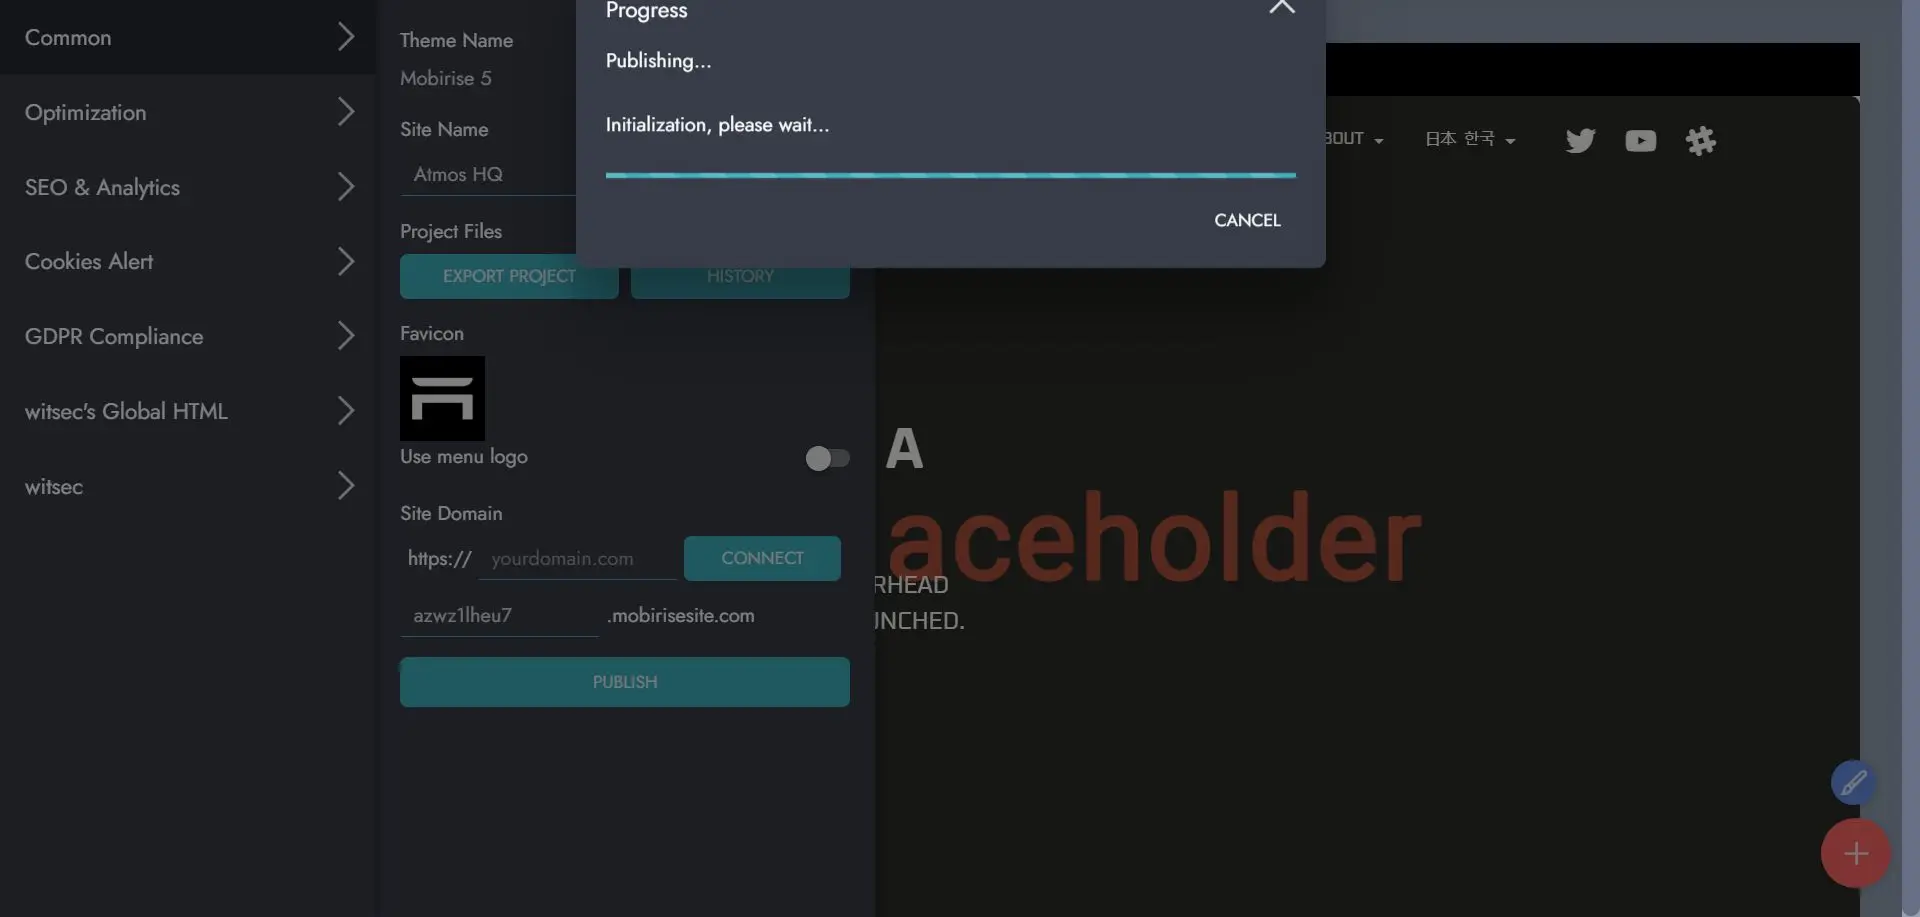 Common
Optimization
SEO & Analytics
Cookies Alert
GDPR Compliance
witsec's Global HTML
witsec
Theme Name
Mobirise 5
Site Name
Atmos HQ
Project Files
EXPORT PROJECT
HISTORY
Favicon
Use menu logo
Site Domain
https://
yourdomain.com
CONNECT
azwz1lheu7
.mobirisesite.com
PUBLISH
Progress
Publishing...
Initialization, please wait...
CANCEL
BOUT
日本 한국
A
aceholder
RHEAD
UNCHED.